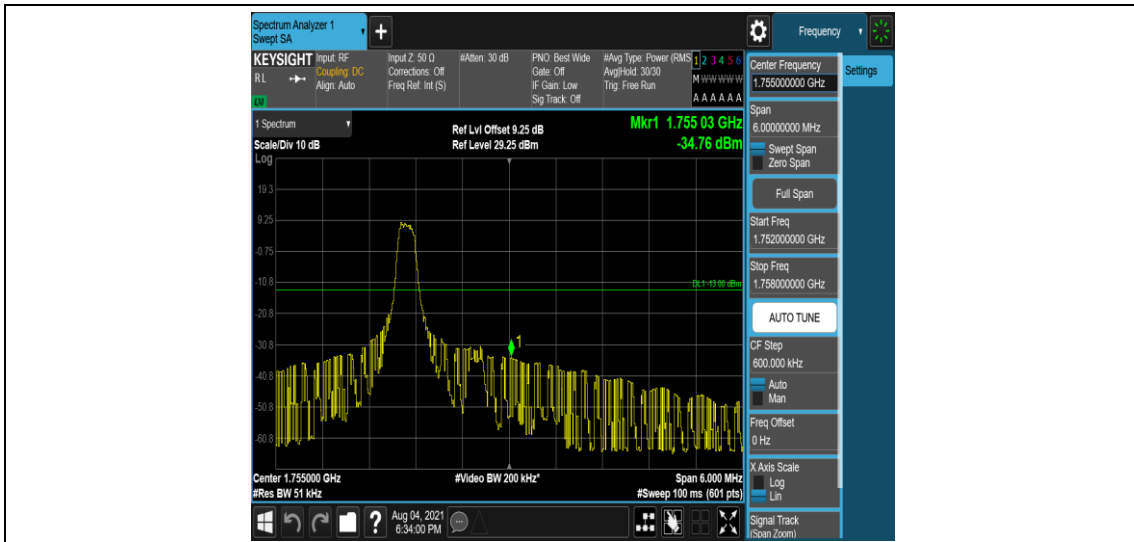 Spectrum Analyzer 1
Swept SA
+
Frequency
KEYSIGHT
RL
LM
Input: RF
Coupling: DC
Align: Auto
Input Z: 50 Ω
Corrections: Off
Freq Ref: Int (S)
#Atten: 30 dB
PNO: Best Wide
Gate: Off
IF Gain: Low
Sig Track: Off
#Avg Type: Power (RMS
Avg|Hold: 30/30
Trig: Free Run
1 2 3 4 5 6
M W W W W W
A A A A A A
1 Spectrum
Scale/Div 10 dB
Log
Ref Lvl Offset 9.25 dB
Ref Level 29.25 dBm
Mkr1 1.755 03 GHz
-34.76 dBm
19.3
9.25
-0.75
-10.8
-20.8
-30.8
-40.8
-50.8
-60.8
DL1 -13.00 dBm
1
Center 1.755000 GHz
#Res BW 51 kHz
#Video BW 200 kHz*
Span 6.000 MHz
#Sweep 100 ms (601 pts)
Aug 04, 2021
6:34:00 PM
?
Center Frequency
1.755000000 GHz
Settings
Span
6.00000000 MHz
Swept Span
Zero Span
Full Span
Start Freq
1.752000000 GHz
Stop Freq
1.758000000 GHz
AUTO TUNE
CF Step
600.000 kHz
Auto
Man
Freq Offset
0 Hz
X Axis Scale
Log
Lin
Signal Track
(Span Zoom)